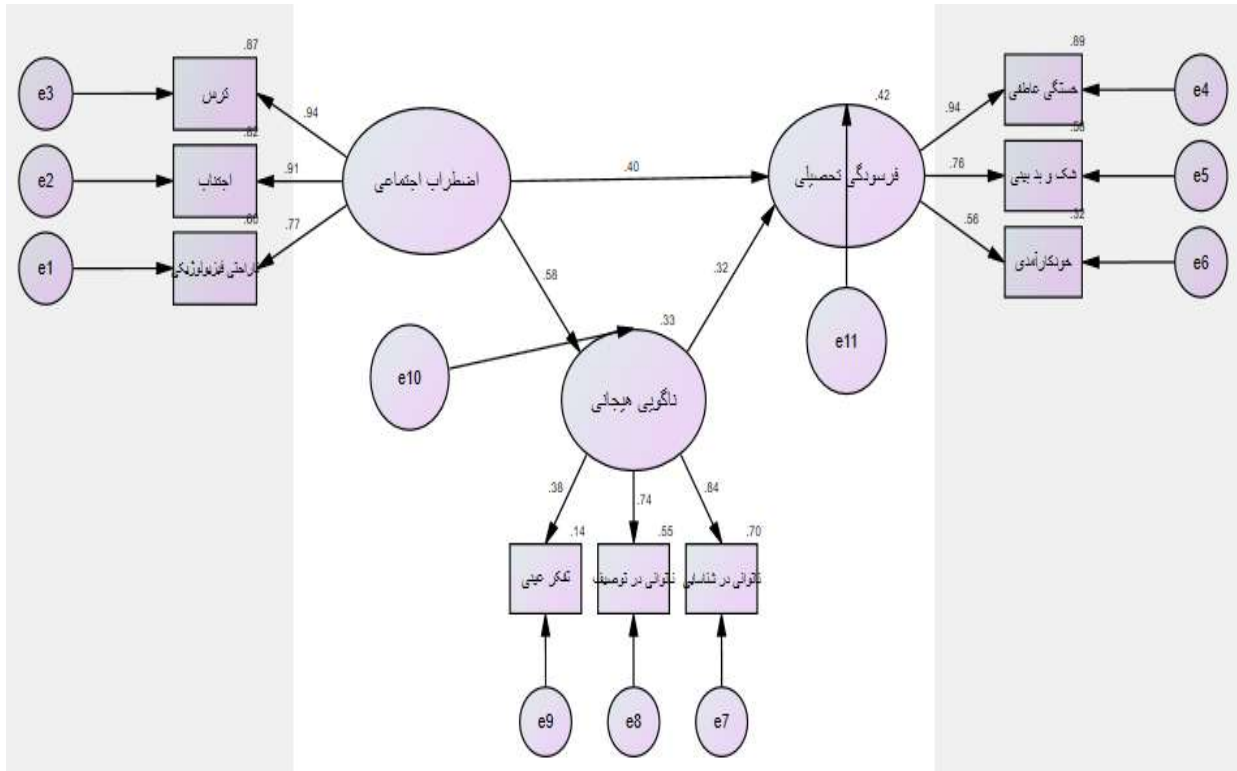 .87
e3
ترس
.94
.82
e2
اجتناب
.91
e1
ناراحتی فیزیولوژیکی
.77
اضطراب اجتماعی
.40
.42
فرسودگی تحصیلی
.89
خستگی عاطفی
.94
e4
شک و بد بینی
.76
e5
خودکارآمدی
.56
.32
e6
.58
.32
e10
.33
ناگویی هیجانی
e11
.38
.74
.84
.14
تفکر عینی
.55
ناتوانی در توصیف
.70
ناتوانی در شناسایی
e9
e8
e7